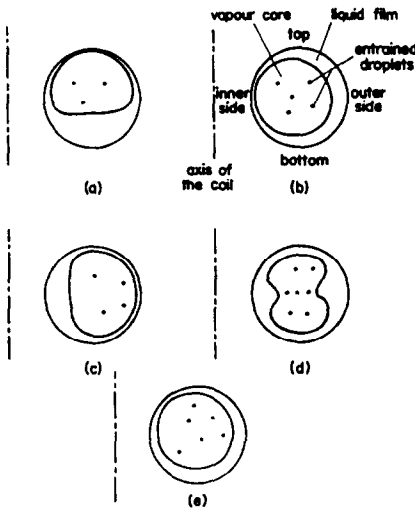 vapour core
liquid film
top
entrained
droplets
inner
side
outer
side
bottom
axis of
the coil
(a)
(b)
(c)
(d)
(e)